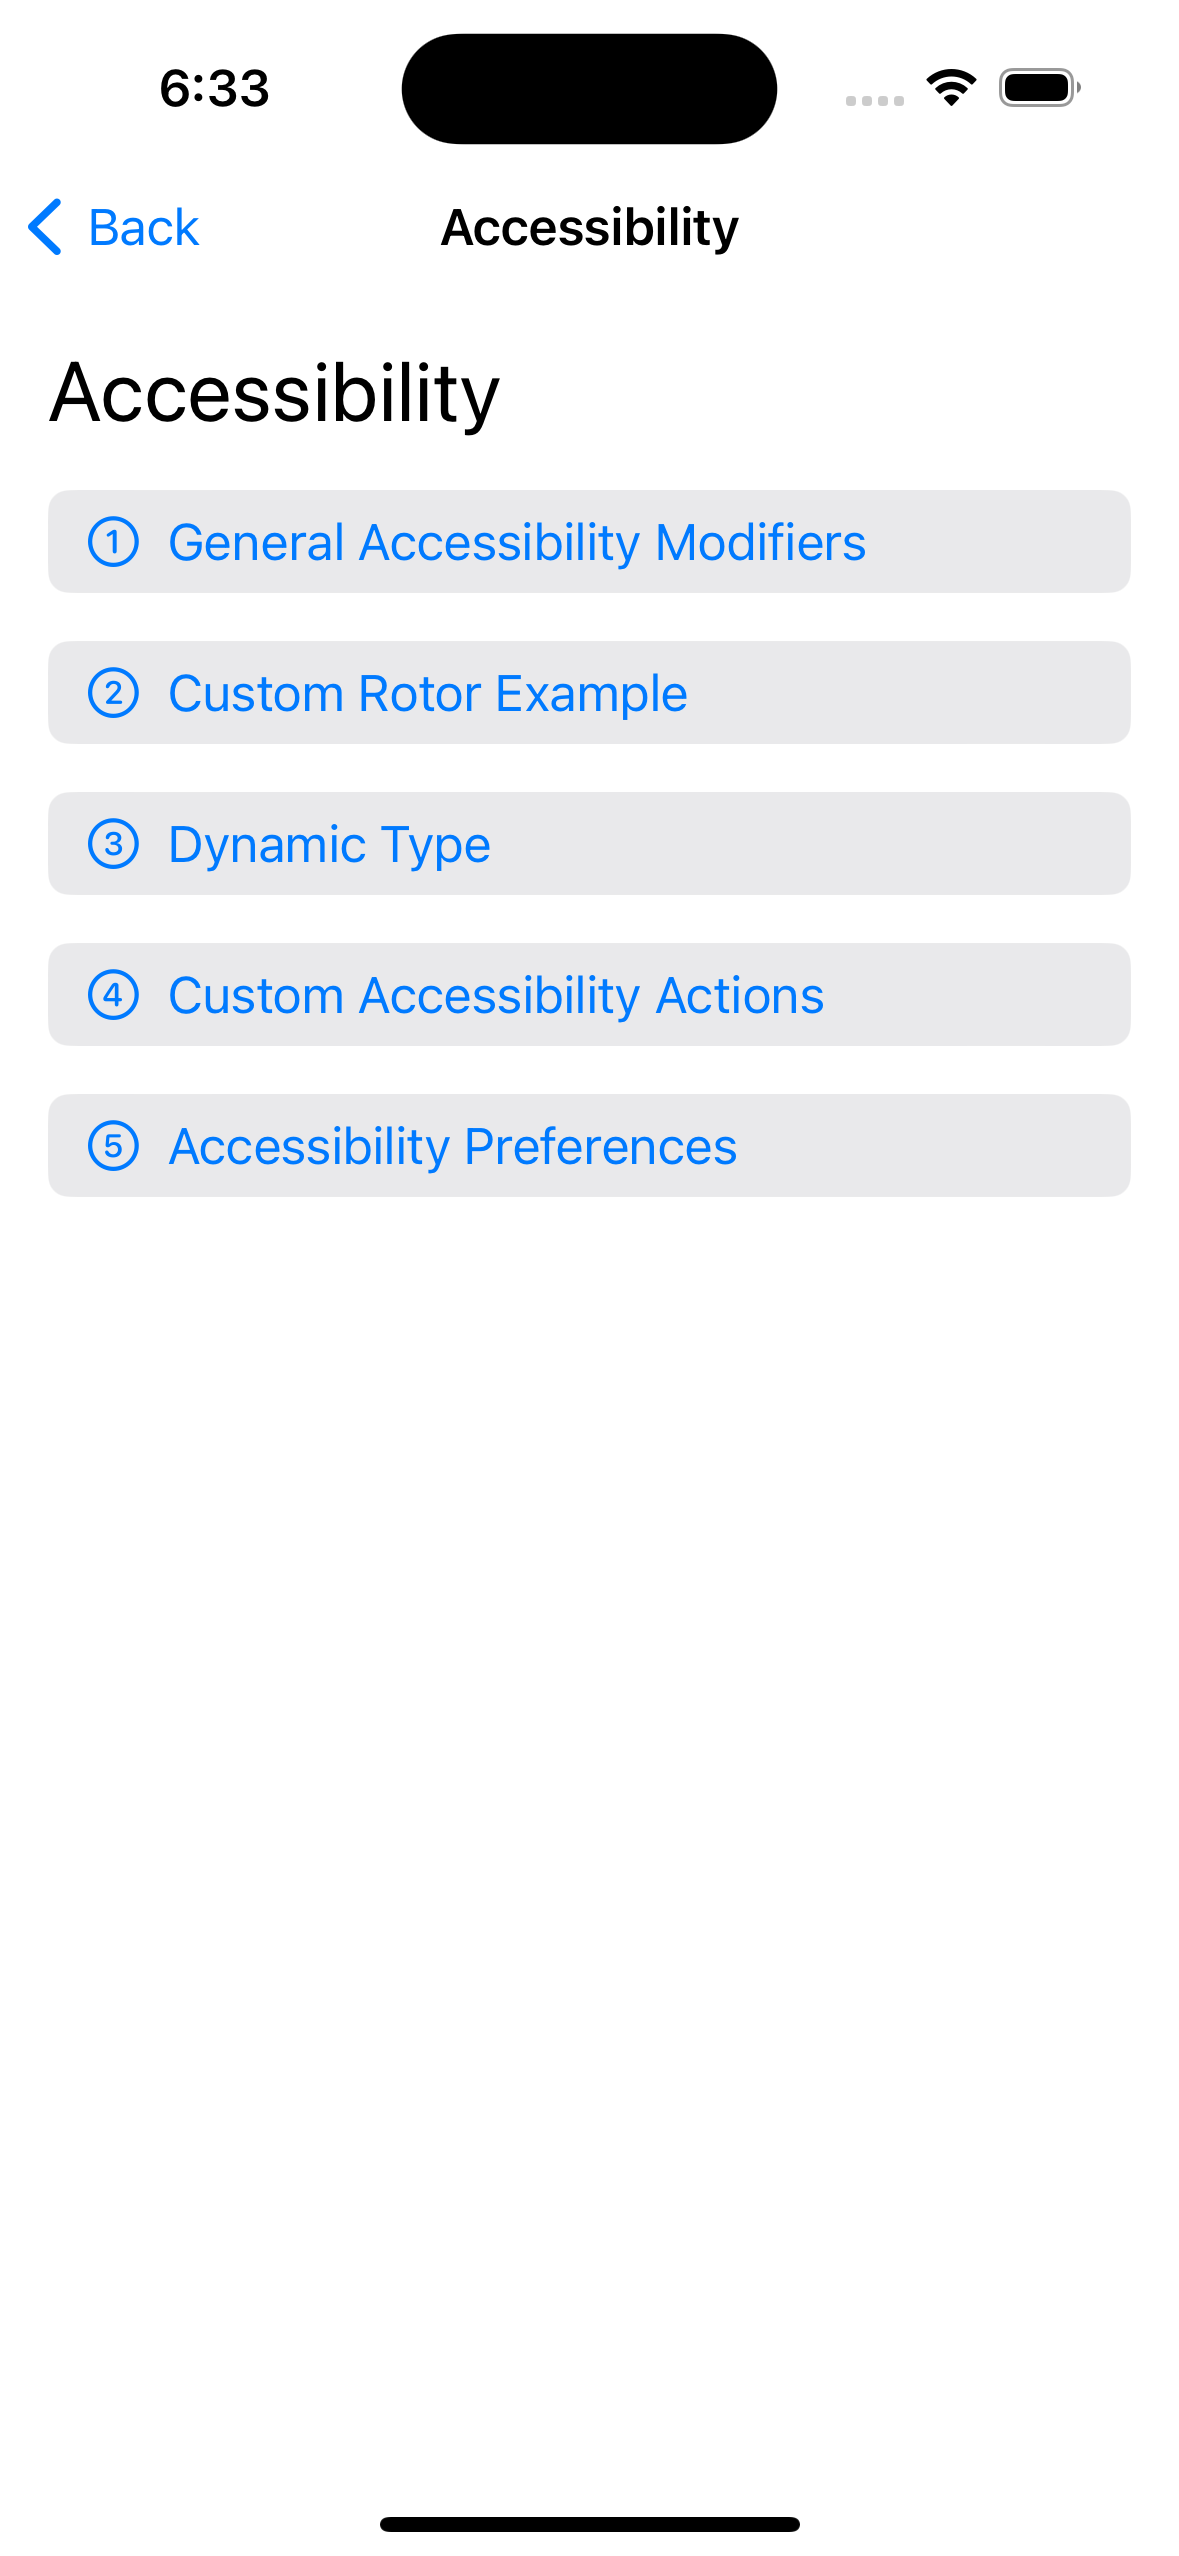 6:33
Back
Accessibility
Accessibility
1 General Accessibility Modifiers
2 Custom Rotor Example
3 Dynamic Type
4 Custom Accessibility Actions
5 Accessibility Preferences